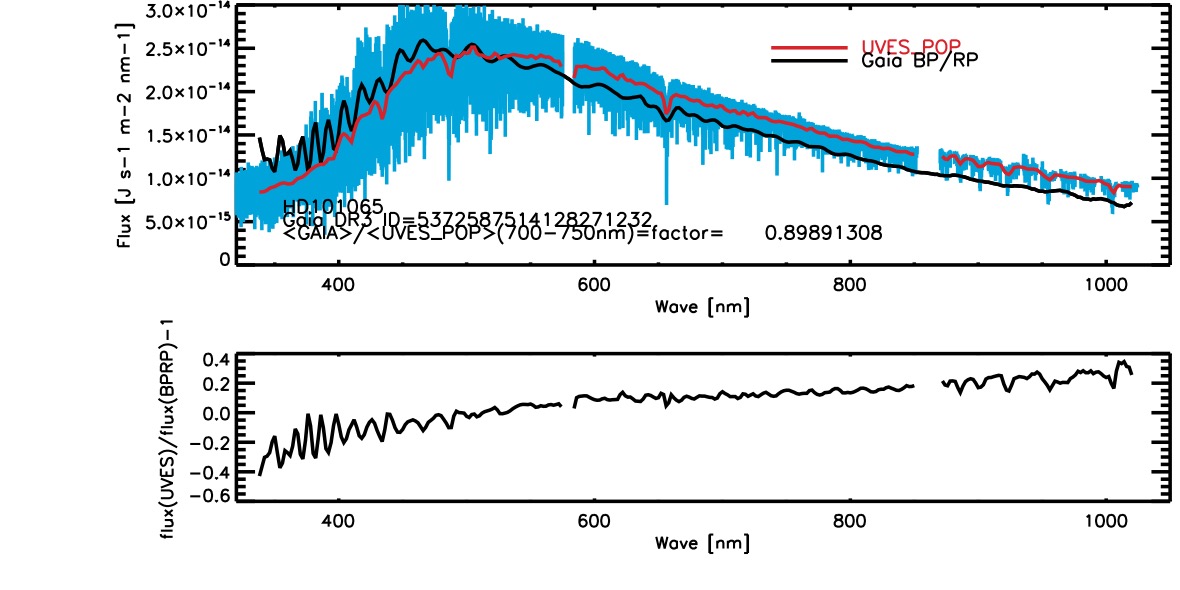 3.0×10⁻¹⁴
2.5×10⁻¹⁴
2.0×10⁻¹⁴
1.5×10⁻¹⁴
1.0×10⁻¹⁴
5.0×10⁻¹⁵
0
Flux [J s−1 m−2 nm−1]
UVES_POP
Gaia BP/RP
HD101065
Gaia DR3 ID=5372587514128271232
<GAIA>/<UVES_POP>(700−750nm)=factor= 0.89891308
400 600 800 1000
Wave [nm]
0.4
0.2
0.0
−0.2
−0.4
−0.6
flux(UVES)/flux(BPRP)−1
400 600 800 1000
Wave [nm]